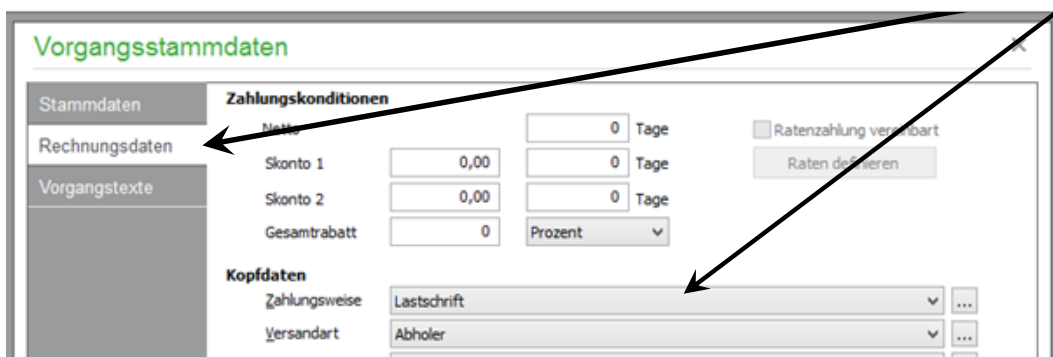 Vorgangsstammdaten
Stammdaten
Rechnungsdaten
Vorgangstexte
Zahlungskonditionen
Netto 0 Tage Ratenzahlung vereinbart
Skonto 1 0,00 0 Tage Raten definieren
Skonto 2 0,00 0 Tage
Gesamtrabatt 0 Prozent
Kopfdaten
Zahlungsweise Lastschrift ...
Versandart Abholer ...